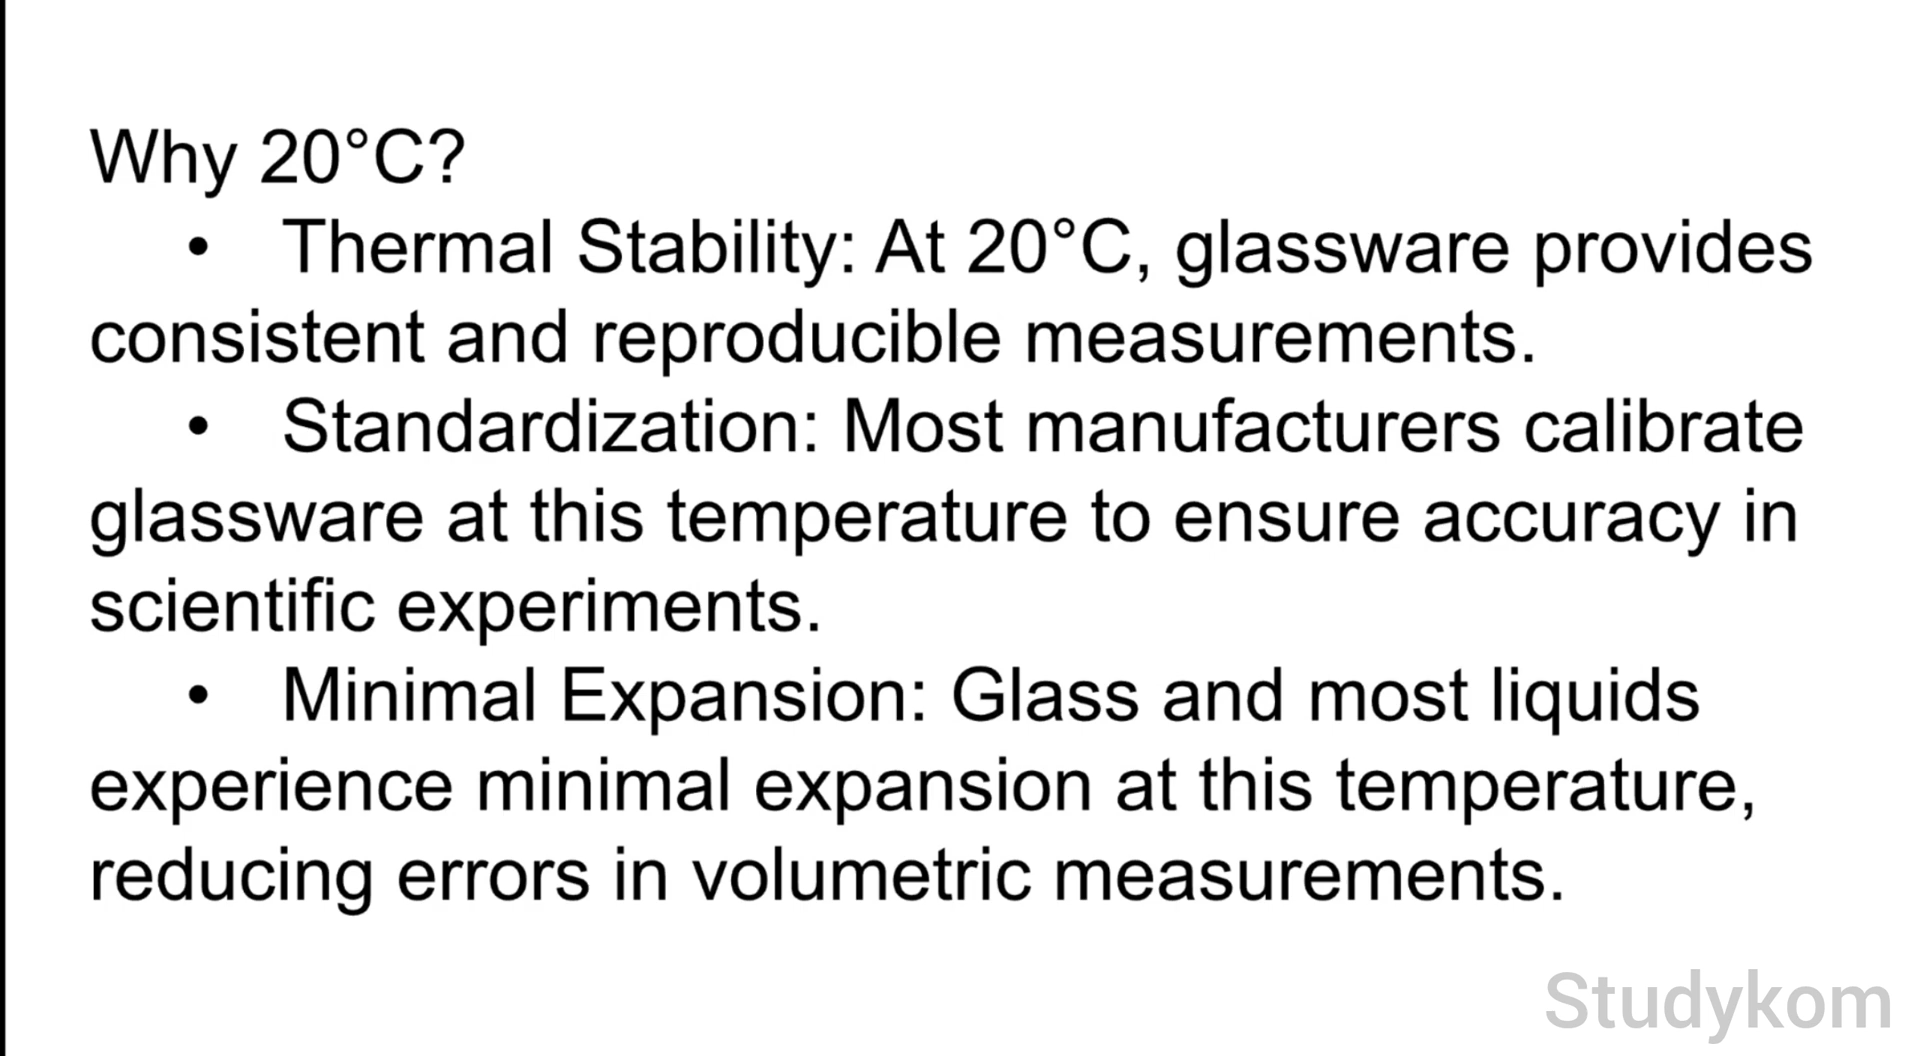 Why 20°C?
• Thermal Stability: At 20°C, glassware provides
consistent and reproducible measurements.
• Standardization: Most manufacturers calibrate
glassware at this temperature to ensure accuracy in
scientific experiments.
• Minimal Expansion: Glass and most liquids
experience minimal expansion at this temperature,
reducing errors in volumetric measurements.
Studykom